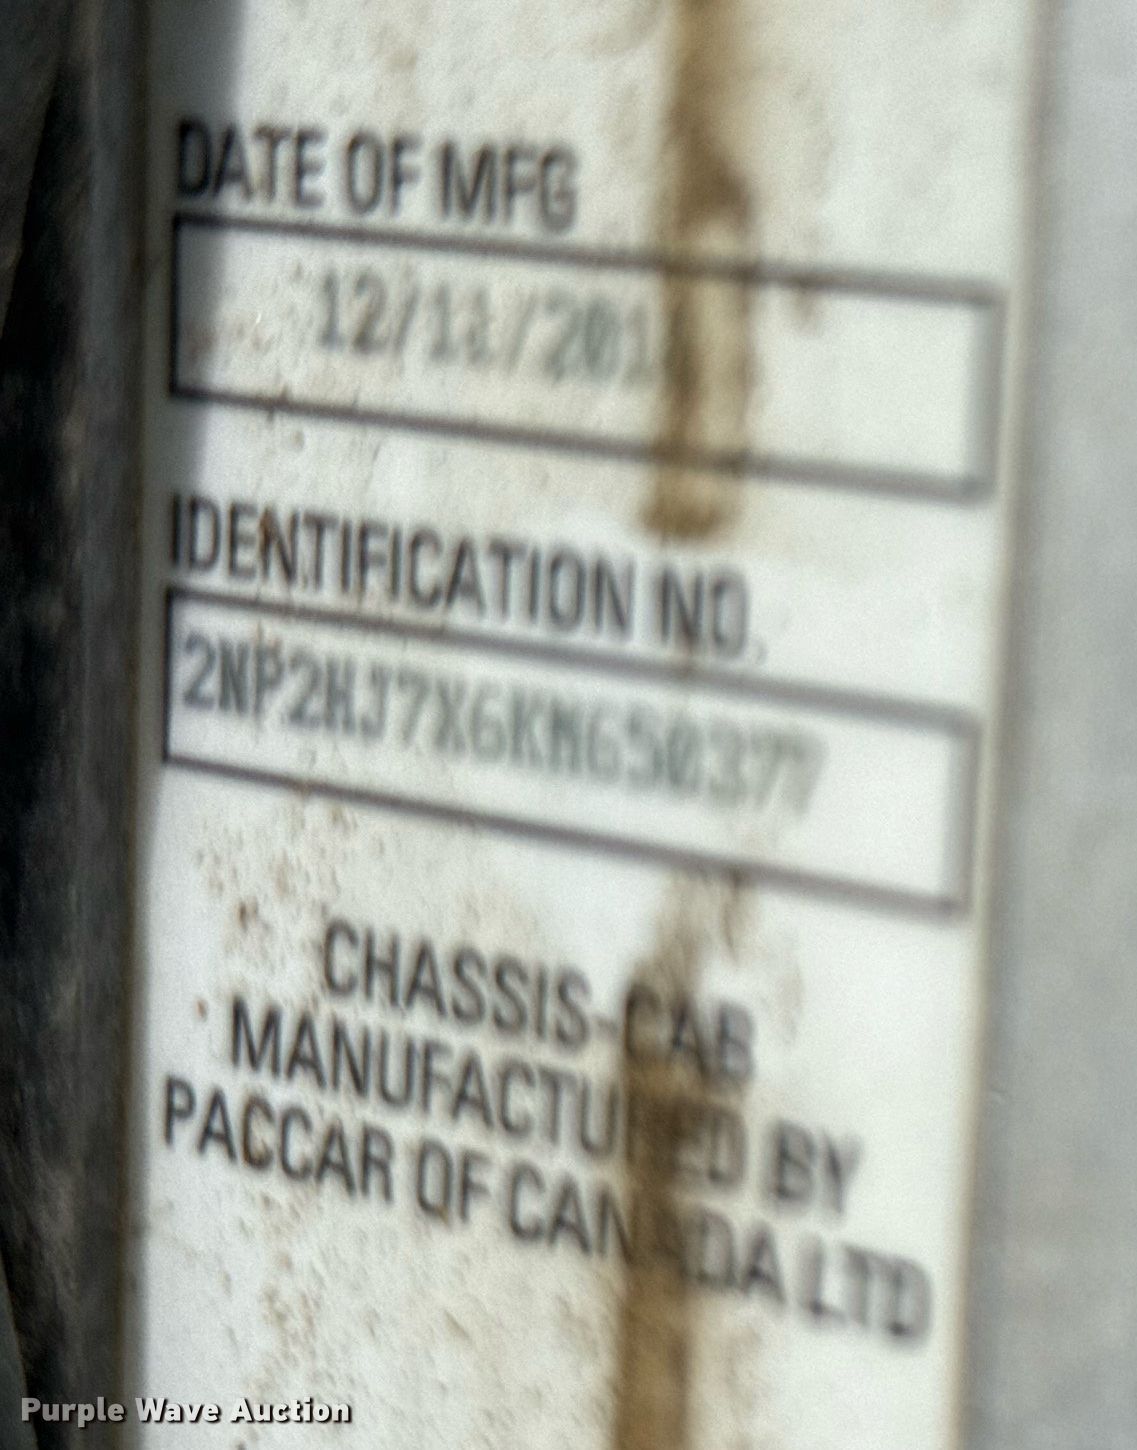 DATE OF MFG
12/11/201
IDENTIFICATION NO.
2NP2HJ7X6KM650377
CHASSIS-CAB
MANUFACTURED BY
PACCAR OF CANADA LTD
Purple Wave Auction